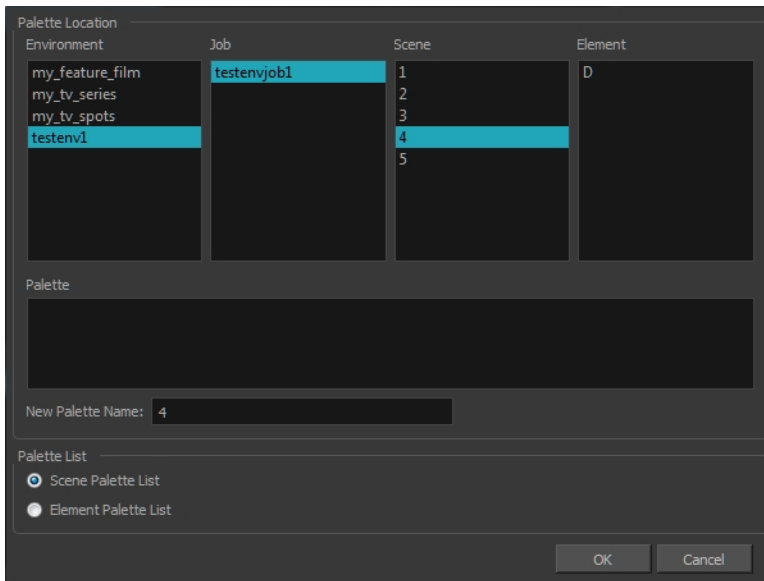 Palette Location
Environment Job Scene Element
my_feature_film testenvjob1 1 D
my_tv_series 2
my_tv_spots 3
testenv1 4
5
Palette
New Palette Name: 4
Palette List
Scene Palette List
Element Palette List
OK Cancel